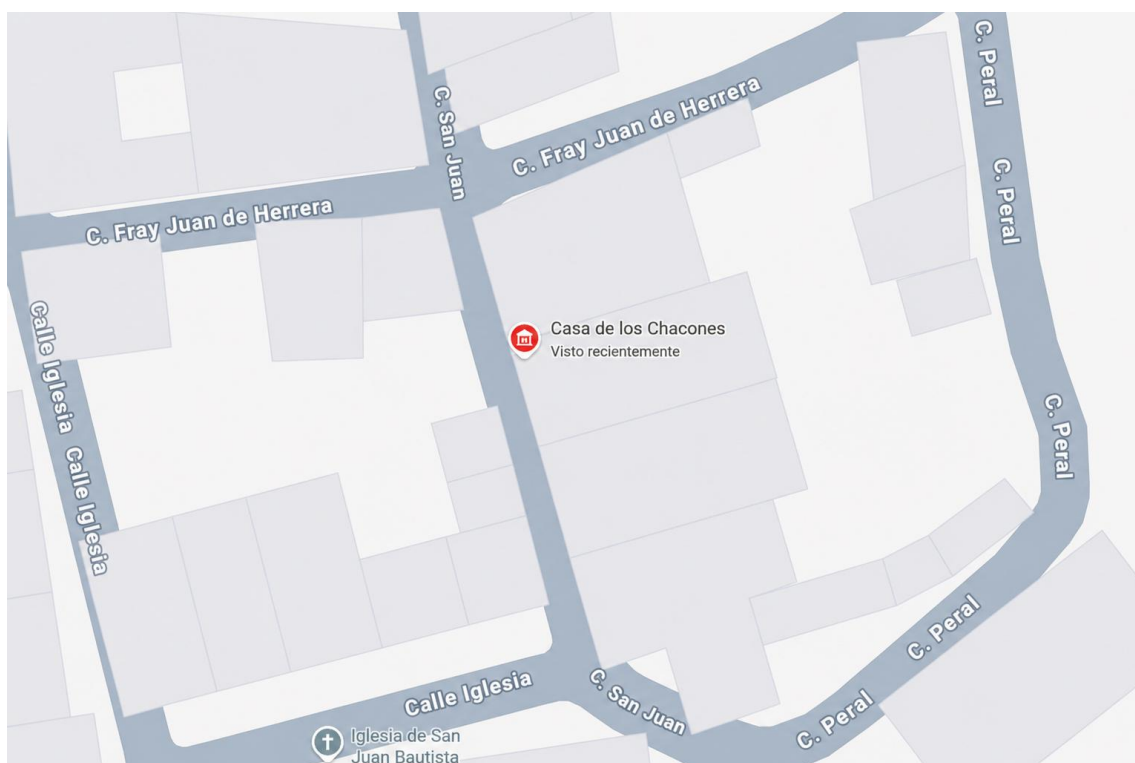 C. Peral
C. San Juan
C. Fray Juan de Herrera
C. Peral
C. Fray Juan de Herrera
Calle Iglesia
Casa de los Chacones
Visto recientemente
C. Peral
Calle Iglesia
C. Peral
Calle Iglesia
C. San Juan
C. Peral
Iglesia de San
Juan Bautista